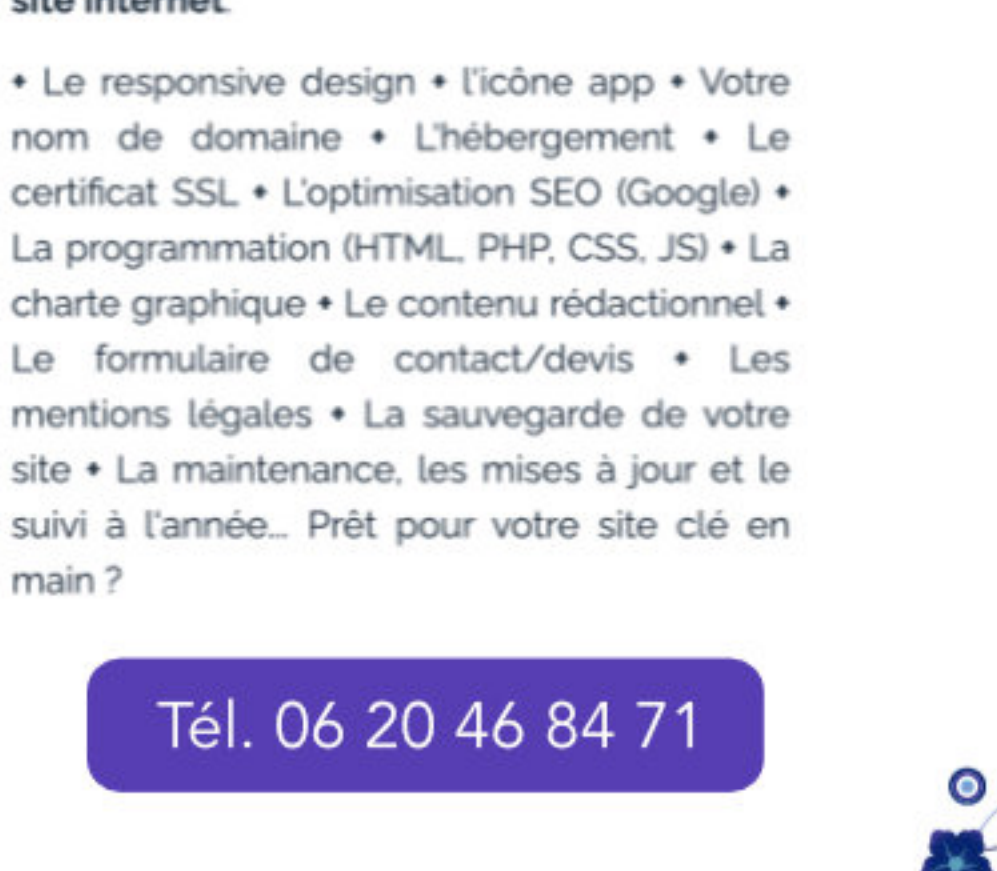 site internet.
◆ Le responsive design ◆ l'icône app ◆ Votre
nom de domaine ◆ L'hébergement ◆ Le
certificat SSL ◆ L'optimisation SEO (Google) ◆
La programmation (HTML, PHP, CSS, JS) ◆ La
charte graphique ◆ Le contenu rédactionnel ◆
Le formulaire de contact/devis ◆ Les
mentions légales ◆ La sauvegarde de votre
site ◆ La maintenance, les mises à jour et le
suivi à l'année... Prêt pour votre site clé en
main ?
Tél. 06 20 46 84 71